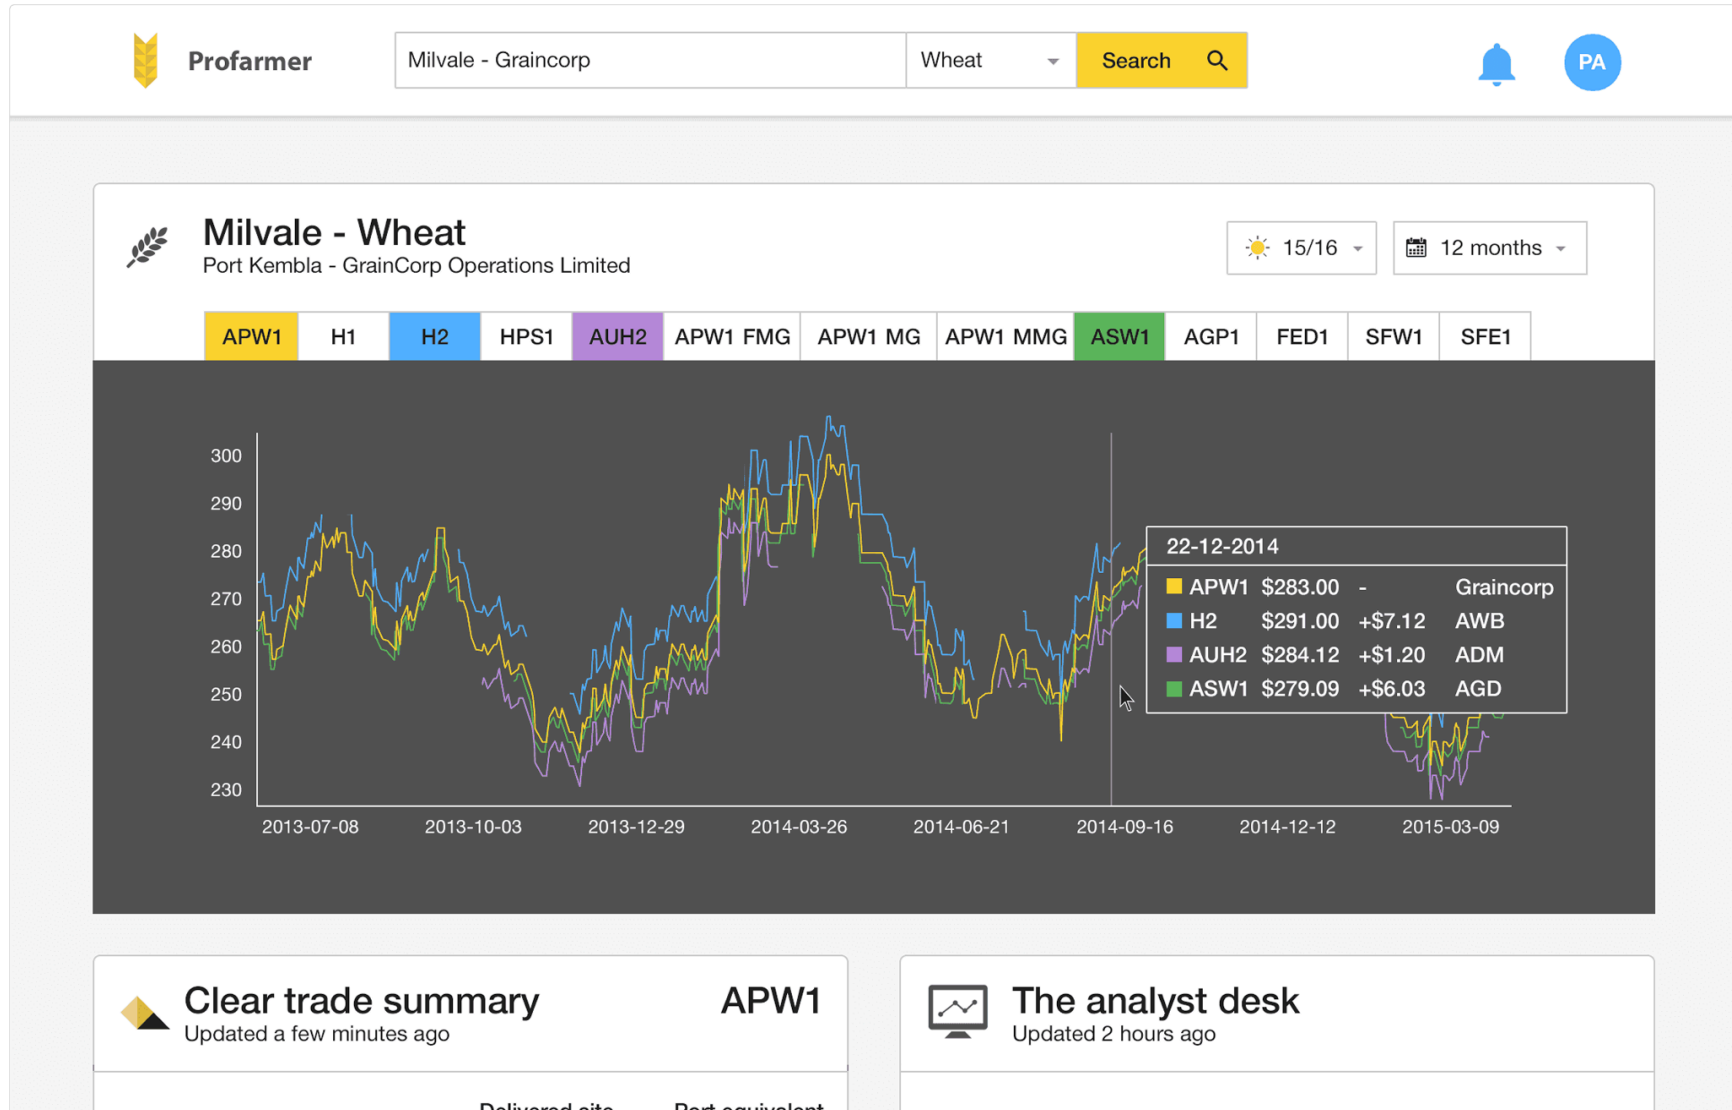 Profarmer
Milvale - Graincorp
Wheat
Search
PA
Milvale - Wheat
Port Kembla - GrainCorp Operations Limited
15/16
12 months
APW1 H1 H2 HPS1 AUH2 APW1 FMG APW1 MG APW1 MMG ASW1 AGP1 FED1 SFW1 SFE1
300
290
280
270
260
250
240
230
2013-07-08 2013-10-03 2013-12-29 2014-03-26 2014-06-21 2014-09-16 2014-12-12 2015-03-09
22-12-2014
APW1 $283.00 - Graincorp
H2 $291.00 +$7.12 AWB
AUH2 $284.12 +$1.20 ADM
ASW1 $279.09 +$6.03 AGD
Clear trade summary
APW1
Updated a few minutes ago
Delivered site Port equivalent
The analyst desk
Updated 2 hours ago